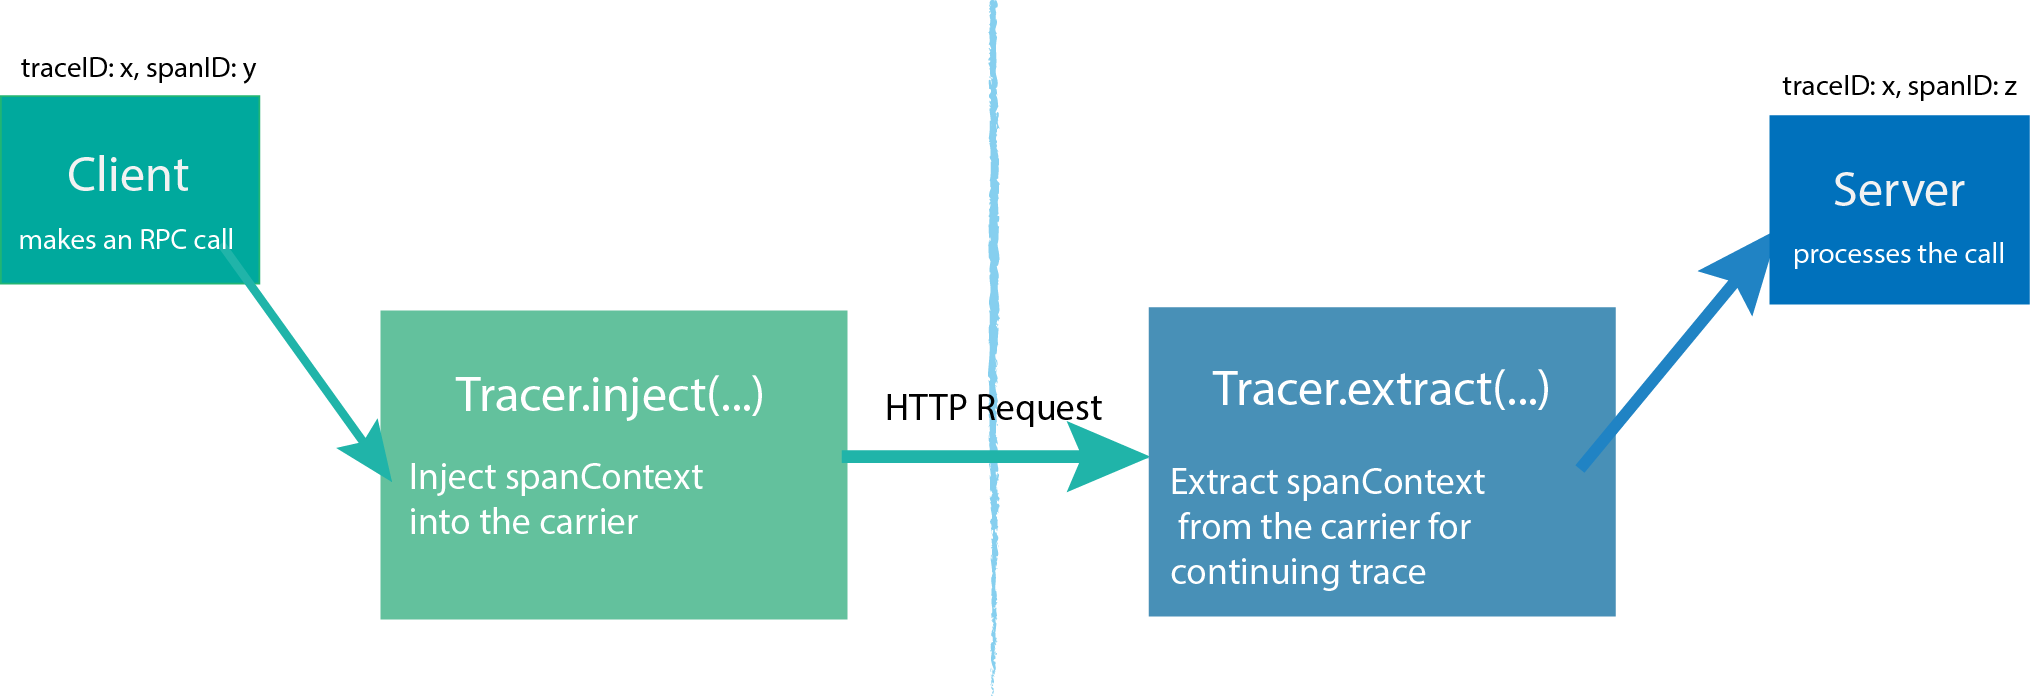 traceID: x, spanID: y
Client
makes an RPC call
Tracer.inject(...)
Inject spanContext
into the carrier
HTTP Request
Tracer.extract(...)
Extract spanContext
from the carrier for
continuing trace
traceID: x, spanID: z
Server
processes the call